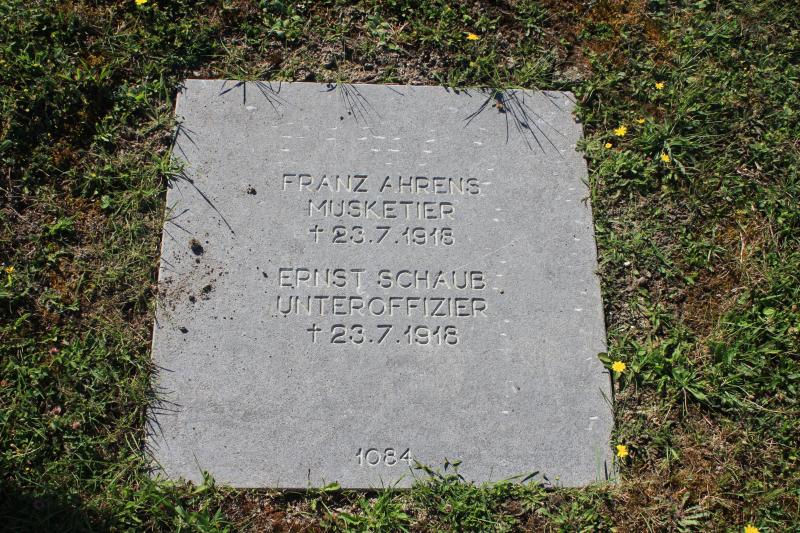 FRANZ AHRENS
MUSKETIER
† 23.7.1918
ERNST SCHAUB
UNTEROFFIZIER
† 23.7.1918
1084